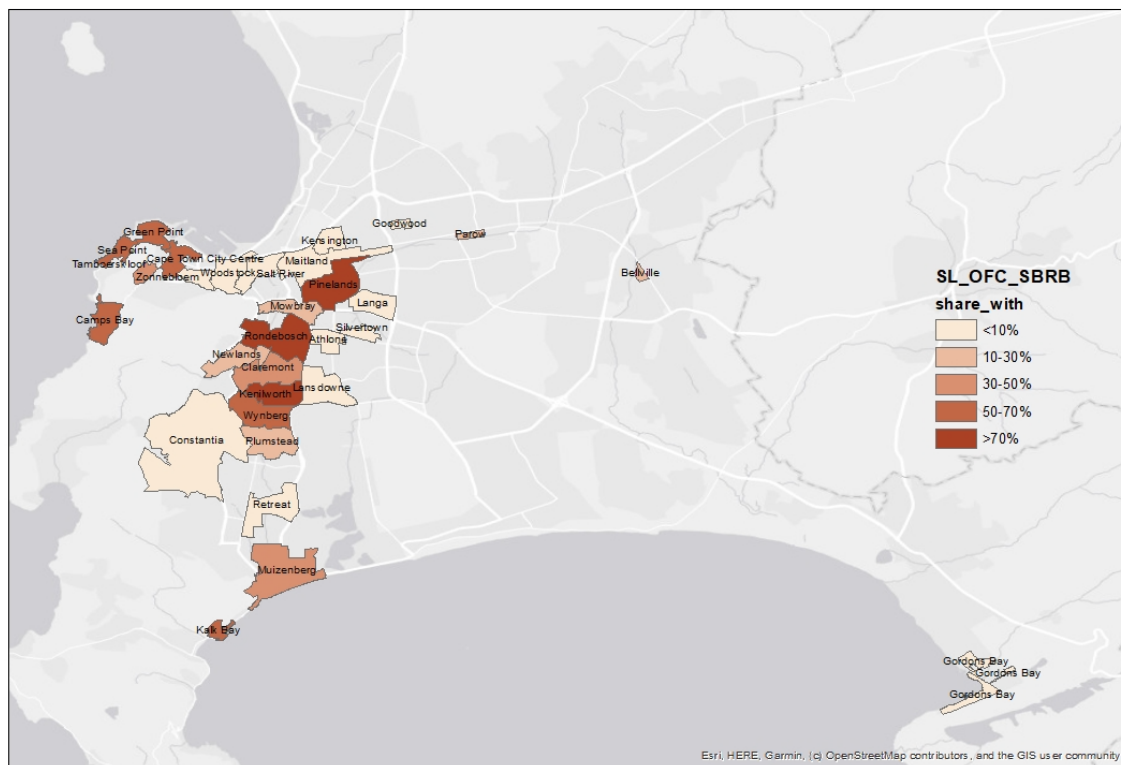 Goodwood
Green Point
Parow
Kensington
Sea Point
Cape Town City Centre
Tamboerskloof
Maitland
Zonnebloem
Woodstock
Salt River
Bellville
Pinelands
SL_OFC_SBRB
share_with
<10%
10-30%
30-50%
50-70%
>70%
Langa
Mowbray
Camps Bay
Silvertown
Rondebosch
Athlone
Newlands
Claremont
Lansdowne
Kenilworth
Wynberg
Constantia
Plumstead
Retreat
Muizenberg
Kalk Bay
Gordons Bay
Gordons Bay
Gordons Bay
Esri, HERE, Garmin, (c) OpenStreetMap contributors, and the GIS user community